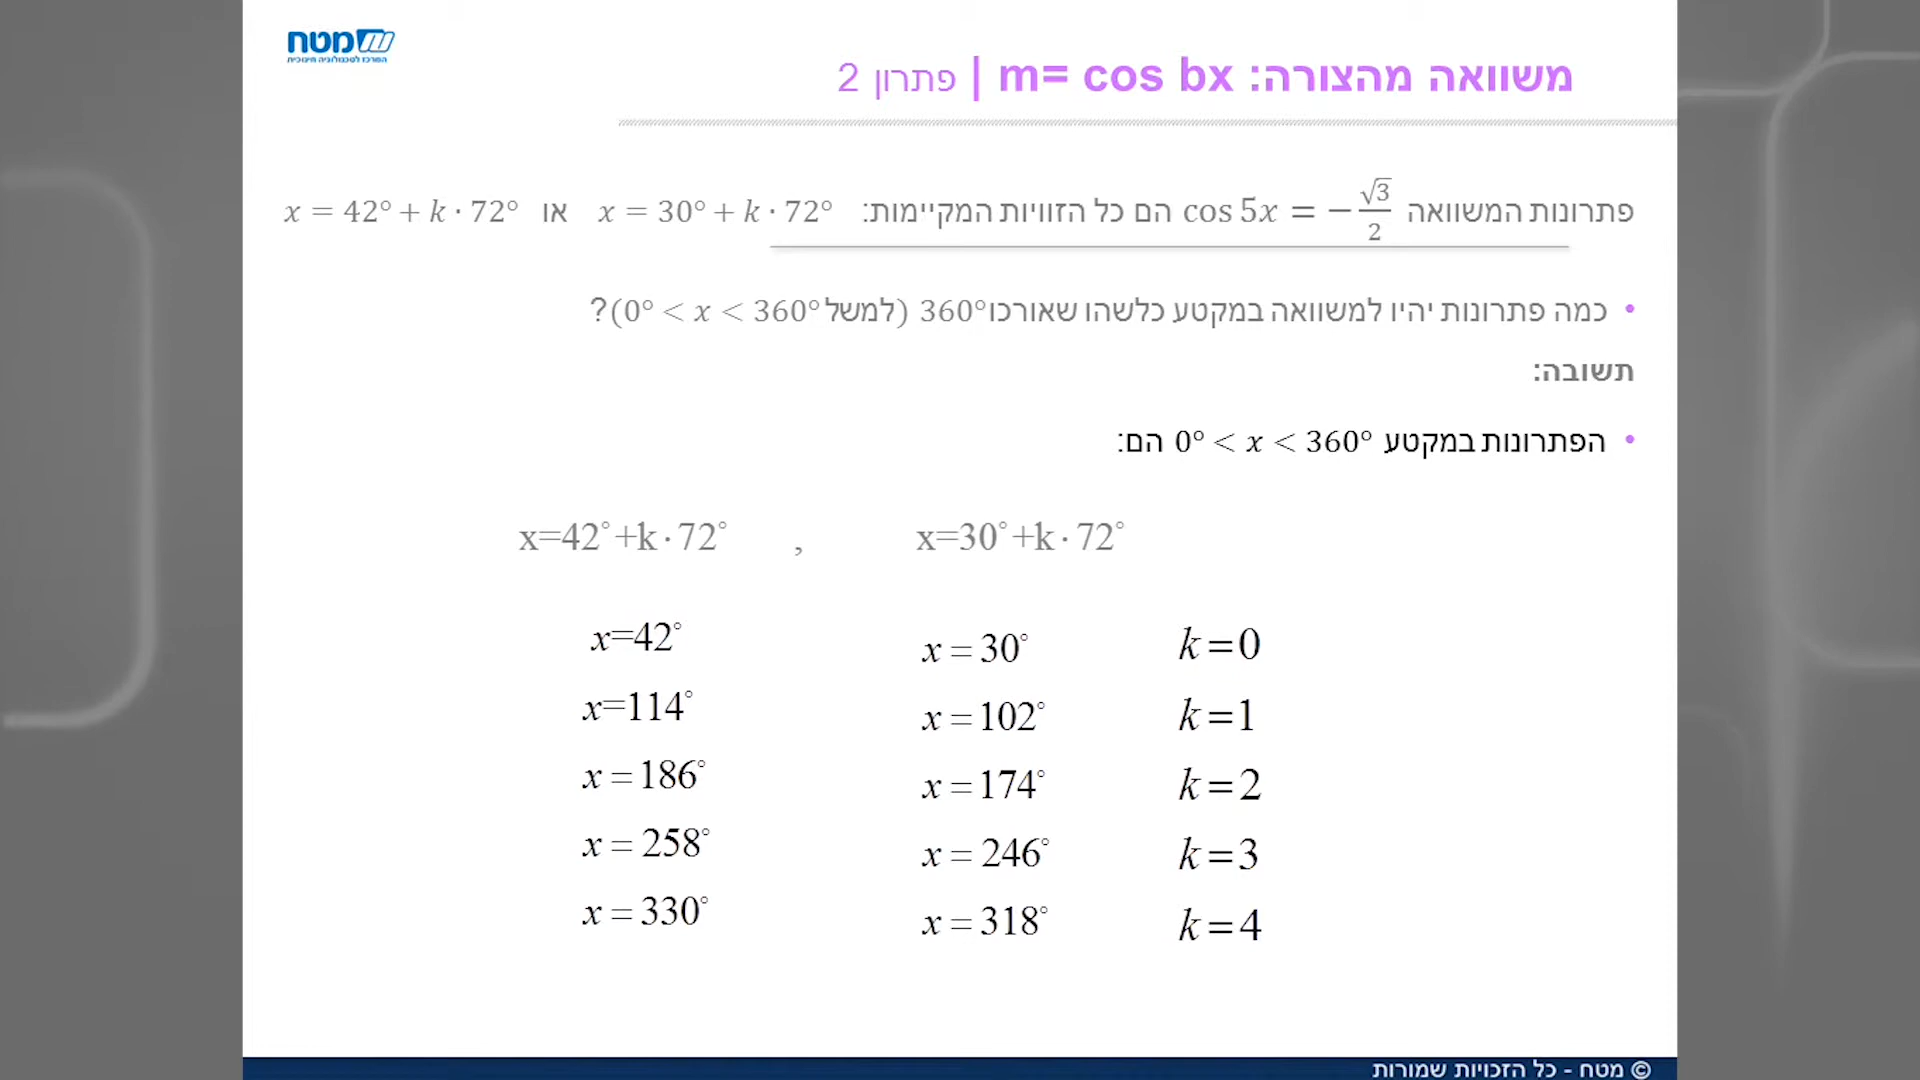 מטח
המרכז לטכנולוגיה חינוכית
משוואה מהצורה: m= cos bx | פתרון 2
פתרונות המשוואה cos 5x = −√3/2 הם כל הזוויות המקיימות: x = 30° + k · 72° או x = 42° + k · 72°
• כמה פתרונות יהיו למשוואה במקטע כלשהו שאורכו 360° (למשל 0° < x < 360°)?
תשובה:
• הפתרונות במקטע 0° < x < 360° הם:
x=42°+k·72° , x=30°+k·72°
x=42° x = 30° k=0
x=114° x = 102° k=1
x = 186° x = 174° k=2
x = 258° x = 246° k=3
x = 330° x = 318° k=4
© מטח - כל הזכויות שמורות